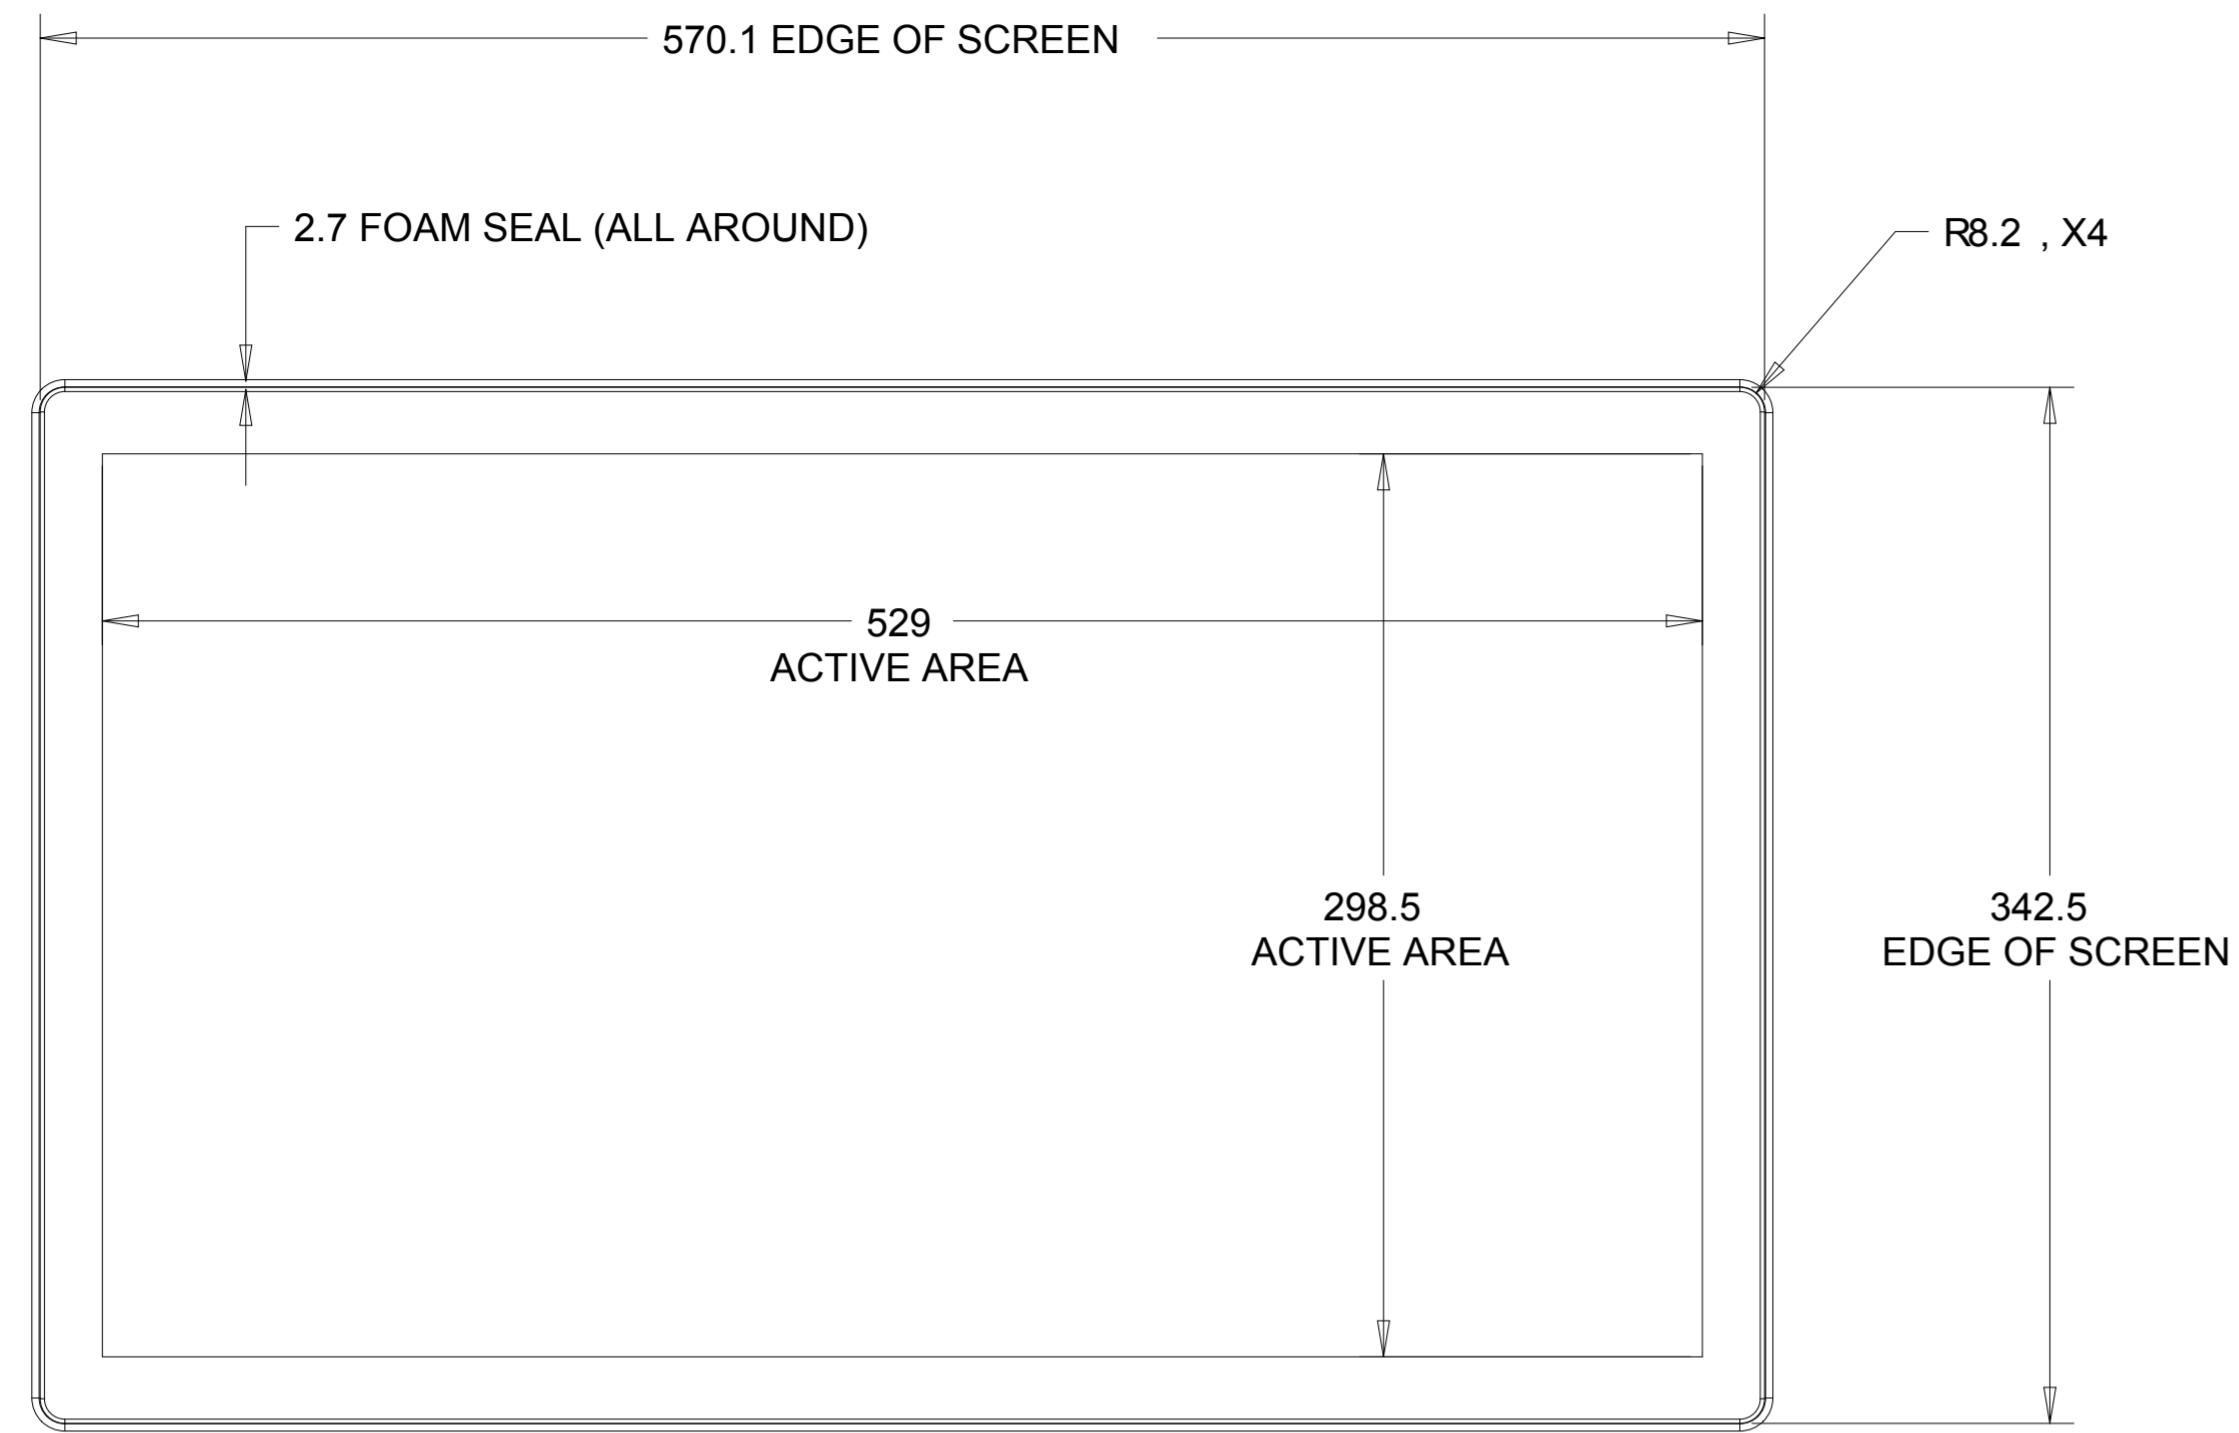 570.1 EDGE OF SCREEN
2.7 FOAM SEAL (ALL AROUND)
R8.2 , X4
529
ACTIVE AREA
298.5
ACTIVE AREA
342.5
EDGE OF SCREEN